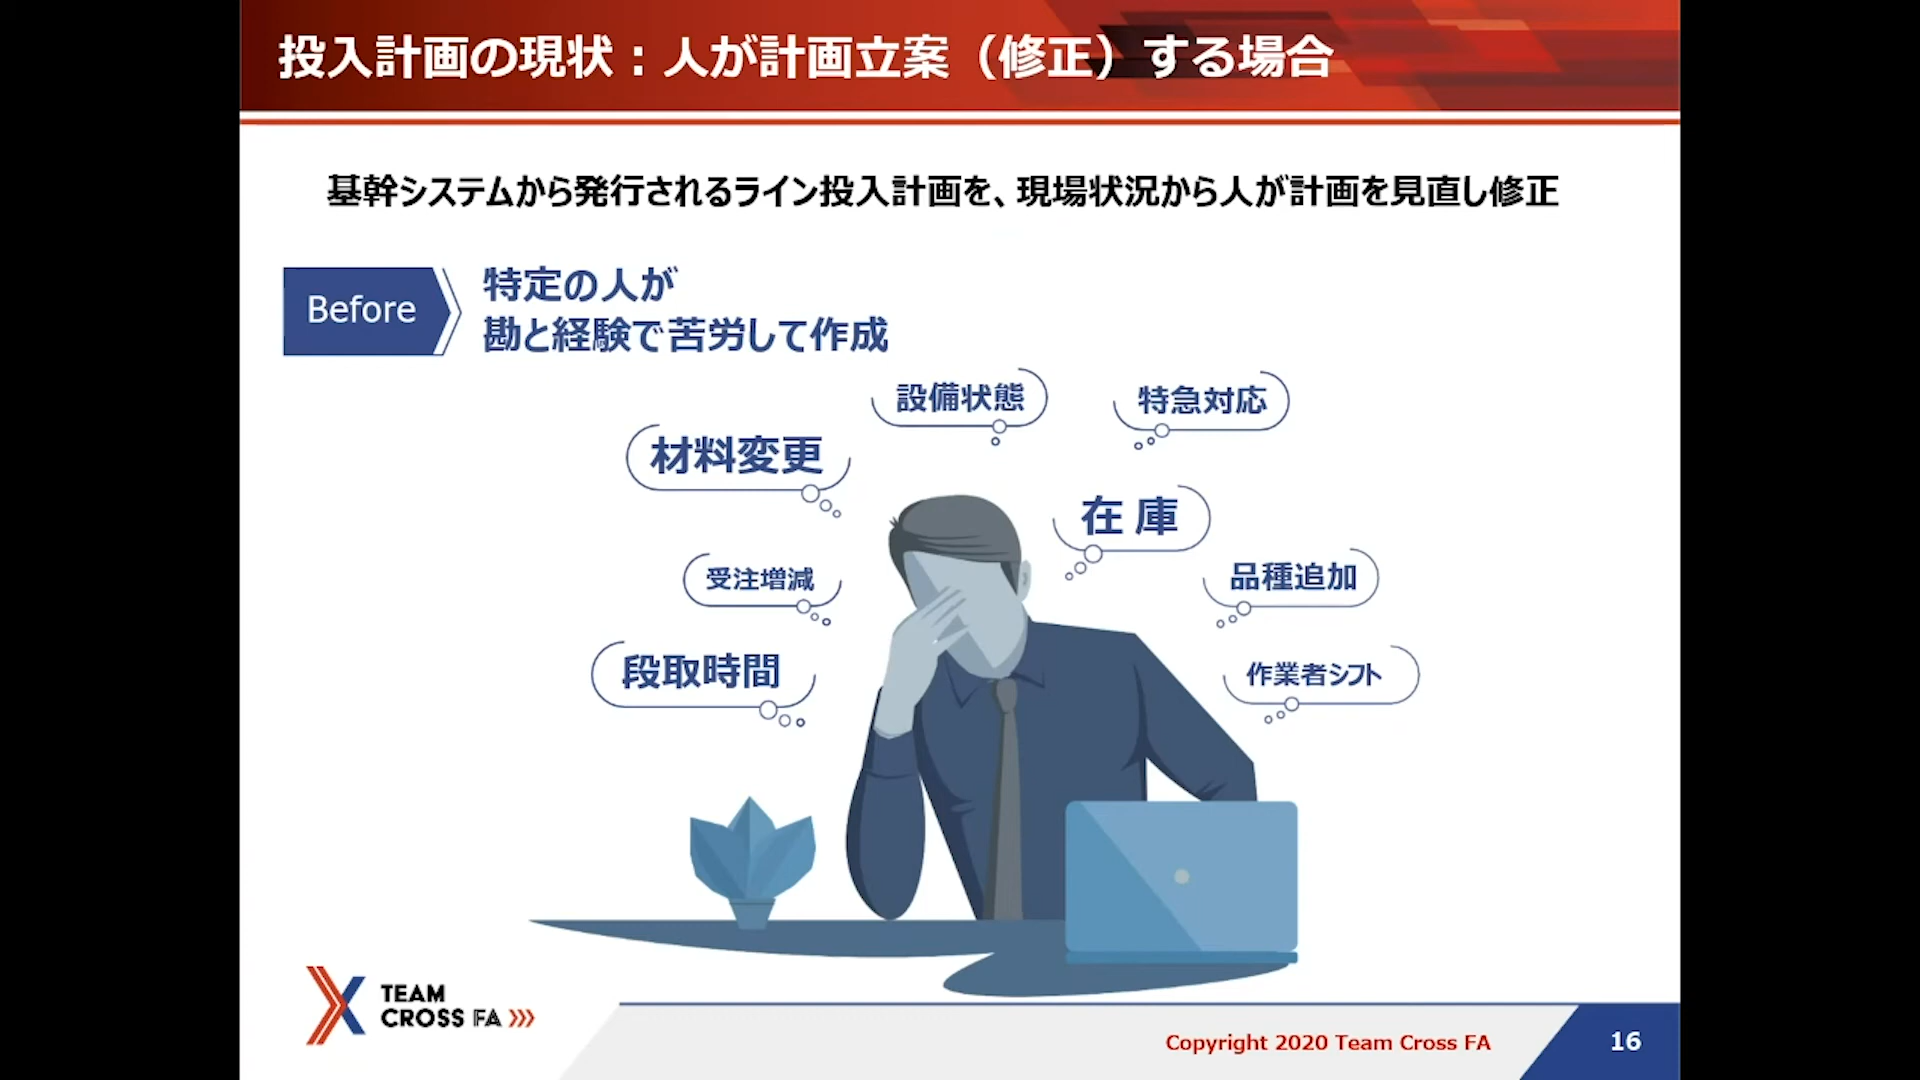 投入計画の現状：人が計画立案（修正）する場合
基幹システムから発行されるライン投入計画を、現場状況から人が計画を見直し修正
Before
特定の人が
勘と経験で苦労して作成
設備状態
特急対応
材料変更
在 庫
受注増減
品種追加
段取時間
作業者シフト
TEAM
CROSS FA
Copyright 2020 Team Cross FA
16